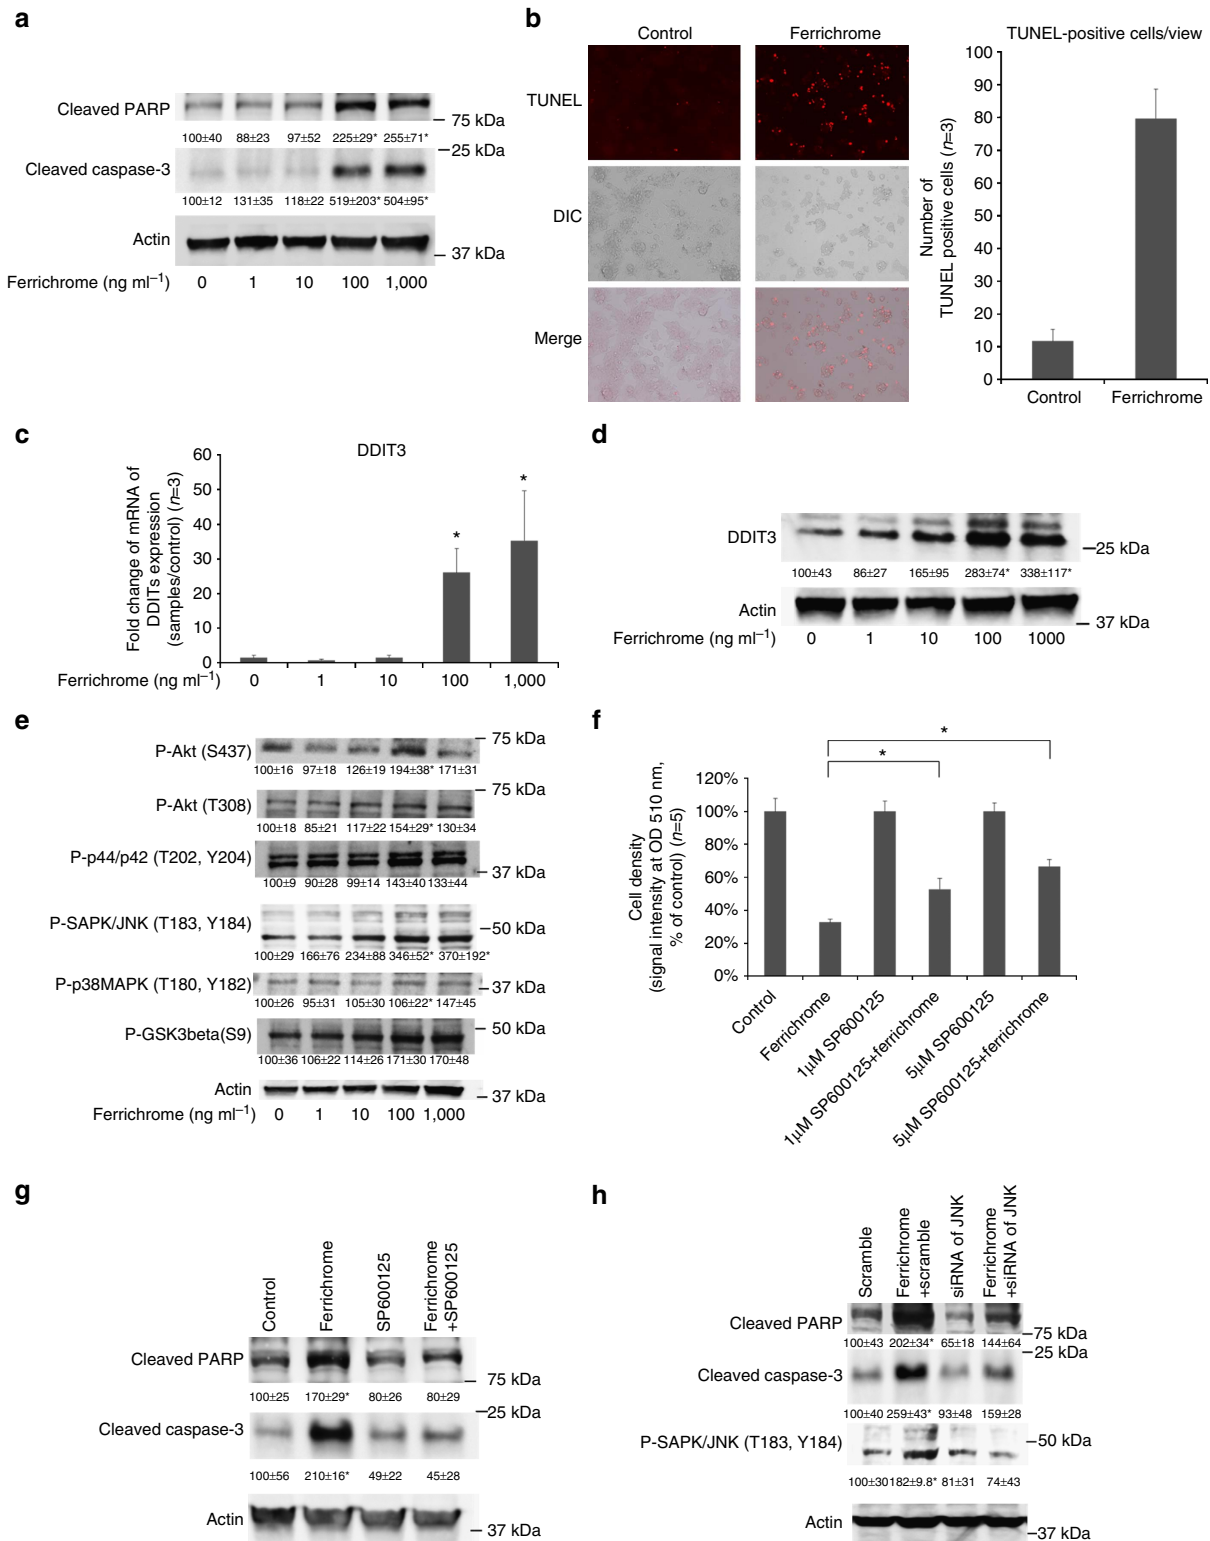 a
Cleaved PARP
75 kDa
100±40 88±23 97±52 225±29* 255±71*
25 kDa
Cleaved caspase-3
100±12 131±35 118±22 519±203* 504±95*
Actin
37 kDa
Ferrichrome (ng ml−1) 0 1 10 100 1,000
b
Control Ferrichrome
TUNEL
DIC
Merge
TUNEL-positive cells/view
Number of
TUNEL positive cells (n=3)
100
90
80
70
60
50
40
30
20
10
0
Control Ferrichrome
c
DDIT3
Fold change of mRNA of
DDITs expression
(samples/control) (n=3)
60
50
40
30
20
10
0
* *
Ferrichrome (ng ml−1) 0 1 10 100 1,000
d
DDIT3
25 kDa
100±43 86±27 165±95 283±74* 338±117*
Actin
37 kDa
Ferrichrome (ng ml−1) 0 1 10 100 1000
e
75 kDa
P-Akt (S437)
100±16 97±18 126±19 194±38* 171±31
75 kDa
P-Akt (T308)
100±18 85±21 117±22 154±29* 130±34
P-p44/p42 (T202, Y204)
37 kDa
100±9 90±28 99±14 143±40 133±44
P-SAPK/JNK (T183, Y184)
50 kDa
100±29 166±76 234±88 346±52* 370±192*
P-p38MAPK (T180, Y182)
37 kDa
100±26 95±31 105±30 106±22* 147±45
P-GSK3beta(S9)
50 kDa
100±36 106±22 114±26 171±30 170±48
Actin
37 kDa
Ferrichrome (ng ml−1) 0 1 10 100 1,000
f
*
*
Cell density
(signal intensity at OD 510 nm,
% of control) (n=5)
120%
100%
80%
60%
40%
20%
0%
Control
Ferrichrome
1μM SP600125
1μM SP600125+ferrichrome
5μM SP600125
5μM SP600125+ferrichrome
g
Control
Ferrichrome
SP600125
Ferrichrome
+SP600125
Cleaved PARP
75 kDa
100±25 170±29* 80±26 80±29
25 kDa
Cleaved caspase-3
100±56 210±16* 49±22 45±28
Actin
37 kDa
h
Scramble
Ferrichrome
+scramble
siRNA of JNK
Ferrichrome
+siRNA of JNK
Cleaved PARP
75 kDa
100±43 202±34* 65±18 144±64
25 kDa
Cleaved caspase-3
100±40 259±43* 93±48 159±28
P-SAPK/JNK (T183, Y184)
50 kDa
100±30 182±9.8* 81±31 74±43
Actin
37 kDa